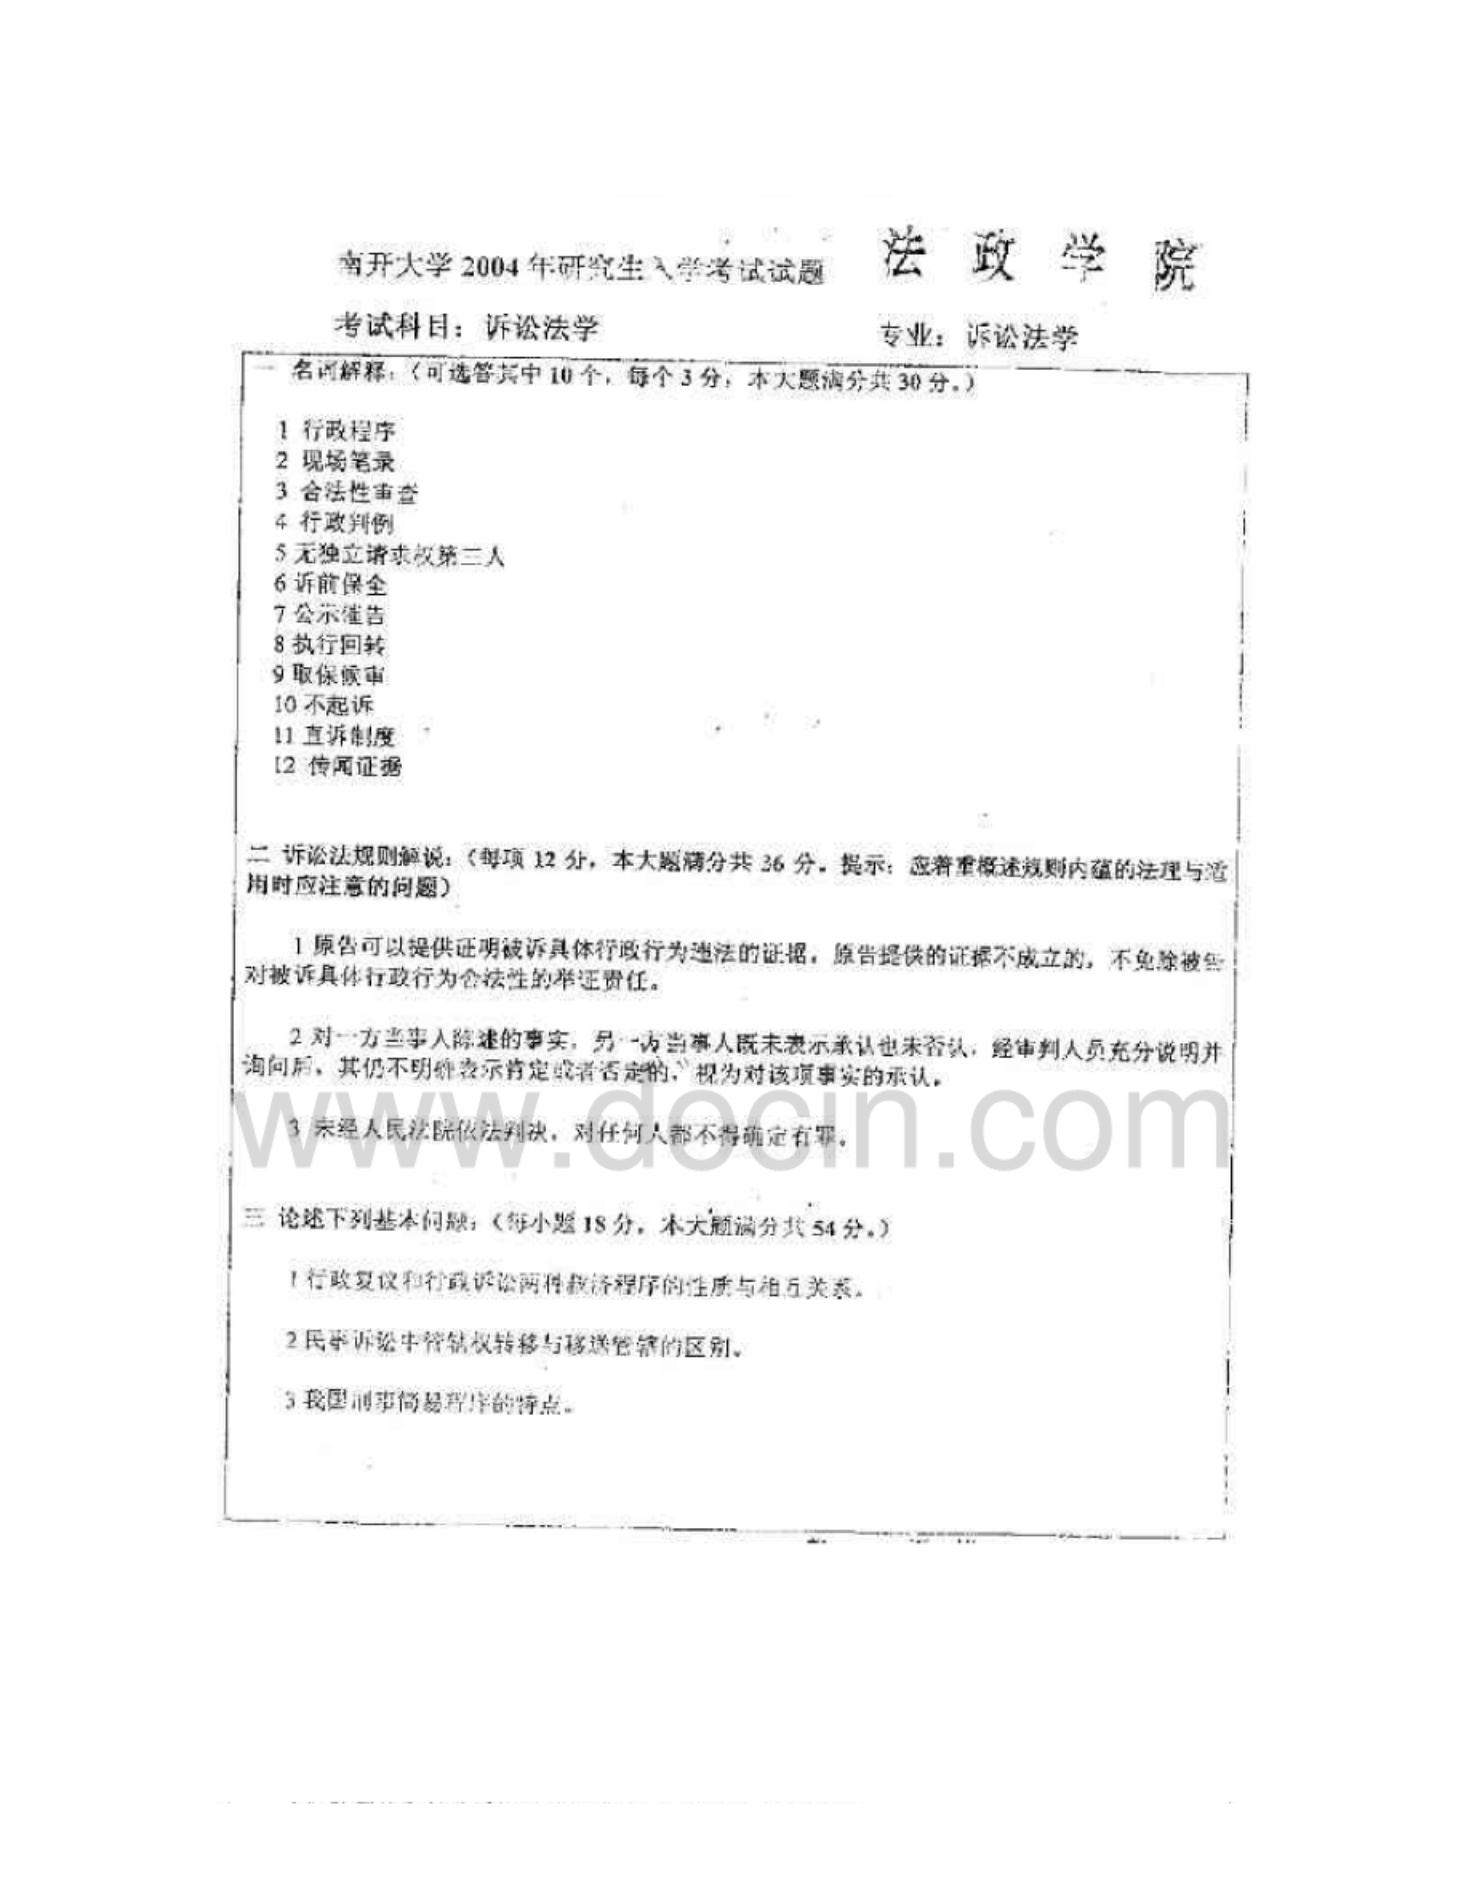 南开大学 2004 年研究生入学考试试题
法 政 学 院
考试科目：诉讼法学
专业：诉讼法学
一 名词解释：（可选答其中 10 个，每个 3 分，本大题满分共 30 分。）
1 行政程序
2 现场笔录
3 合法性审查
4 行政判例
5 无独立请求权第三人
6 诉前保全
7 公示催告
8 执行回转
9 取保候审
10 不起诉
11 直诉制度
12 传闻证据
二 诉讼法规则解说：（每项 12 分，本大题满分共 36 分。提示：应着重概述规则内蕴的法理与适
用时应注意的问题）
1 原告可以提供证明被诉具体行政行为违法的证据。原告提供的证据不成立的，不免除被告
对被诉具体行政行为合法性的举证责任。
2 对一方当事人陈述的事实，另一方当事人既未表示承认也未否认，经审判人员充分说明并
询问后，其仍不明确表示肯定或者否定的，视为对该项事实的承认。
www.docin.com
3 未经人民法院依法判决，对任何人都不得确定有罪。
三 论述下列基本问题：（每小题 18 分，本大题满分共 54 分。）
1 行政复议和行政诉讼两种救济程序的性质与相互关系。
2 民事诉讼中管辖权转移与移送管辖的区别。
3 我国刑事简易程序的特点。